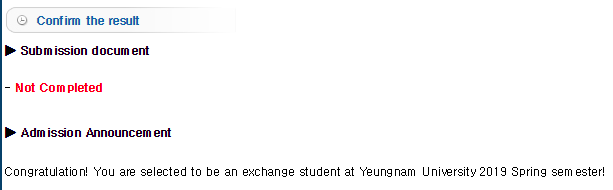 Confirm the result
▶ Submission document
- Not Completed
▶ Admission Announcement
Congratulation! You are selected to be an exchange student at Yeungnam University 2019 Spring semester!